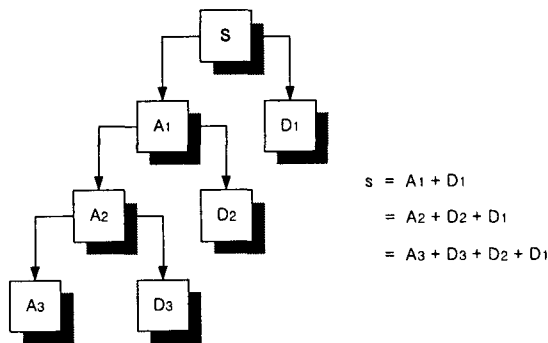 S
A1
D1
A2
D2
A3
D3
s = A1 + D1
= A2 + D2 + D1
= A3 + D3 + D2 + D1